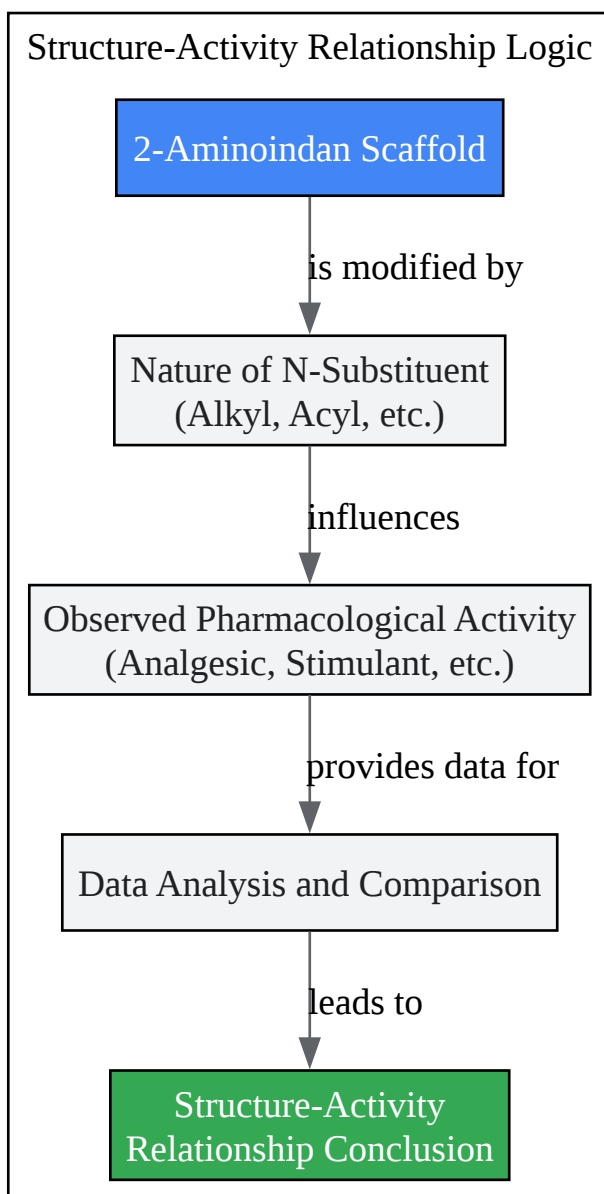 Structure-Activity Relationship Logic
2-Aminoindan Scaffold
is modified by
Nature of N-Substituent
(Alkyl, Acyl, etc.)
influences
Observed Pharmacological Activity
(Analgesic, Stimulant, etc.)
provides data for
Data Analysis and Comparison
leads to
Structure-Activity
Relationship Conclusion